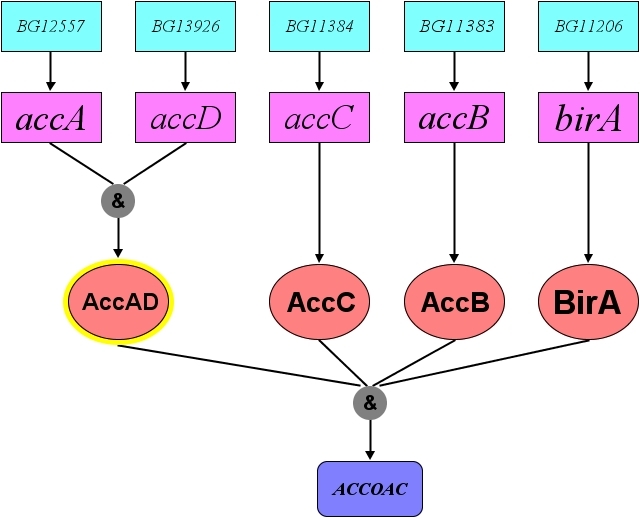 BG12557 BG13926 BG11384 BG11383 BG11206
accA accD accC accB birA
&
AccAD AccC AccB BirA
&
ACCOAC